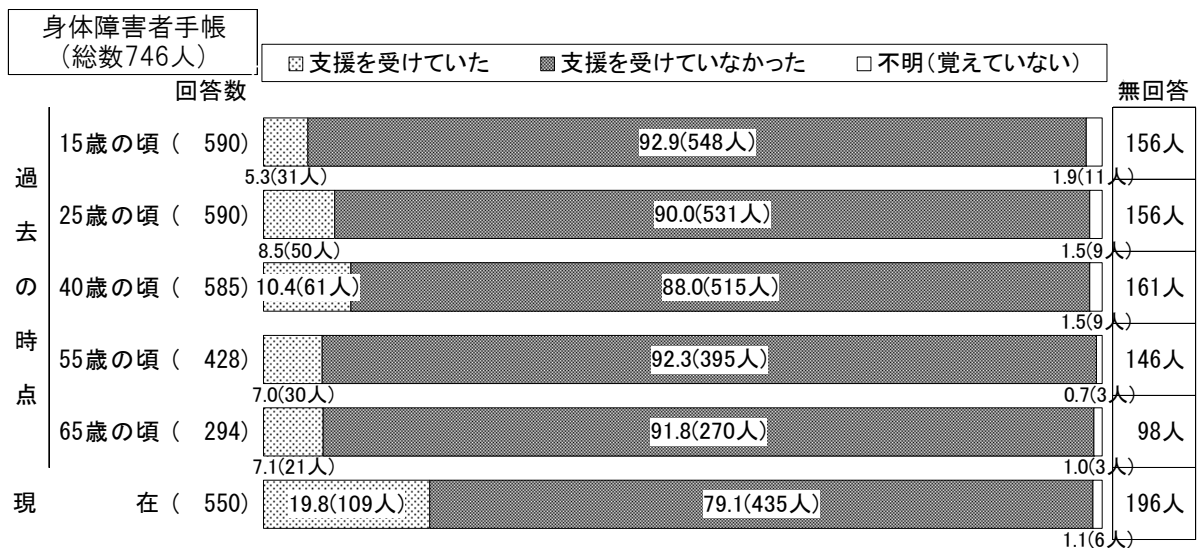 身体障害者手帳
（総数746人）
支援を受けていた 支援を受けていなかった 不明（覚えていない）
回答数 無回答
過去の時点
15歳の頃 （ 590） 92.9(548人) 156人
5.3(31人) 1.9(11人)
25歳の頃 （ 590） 90.0(531人) 156人
8.5(50人) 1.5(9人)
40歳の頃 （ 585） 10.4(61人) 88.0(515人) 161人
1.5(9人)
55歳の頃 （ 428） 92.3(395人) 146人
7.0(30人) 0.7(3人)
65歳の頃 （ 294） 91.8(270人) 98人
7.1(21人) 1.0(3人)
現 在 （ 550） 19.8(109人) 79.1(435人) 196人
1.1(6人)